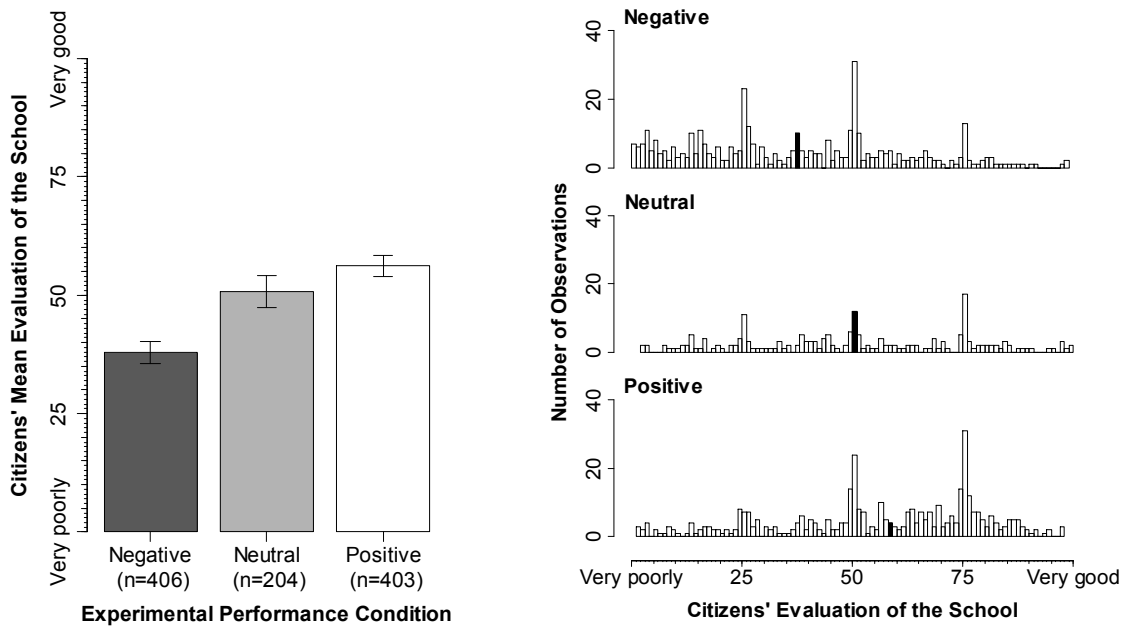 Citizens' Mean Evaluation of the School
Very good
75
50
25
Very poorly
Negative
(n=406)
Neutral
(n=204)
Positive
(n=403)
Experimental Performance Condition
Number of Observations
Negative
40
20
0
Neutral
40
20
0
Positive
40
20
0
Very poorly 25 50 75 Very good
Citizens' Evaluation of the School